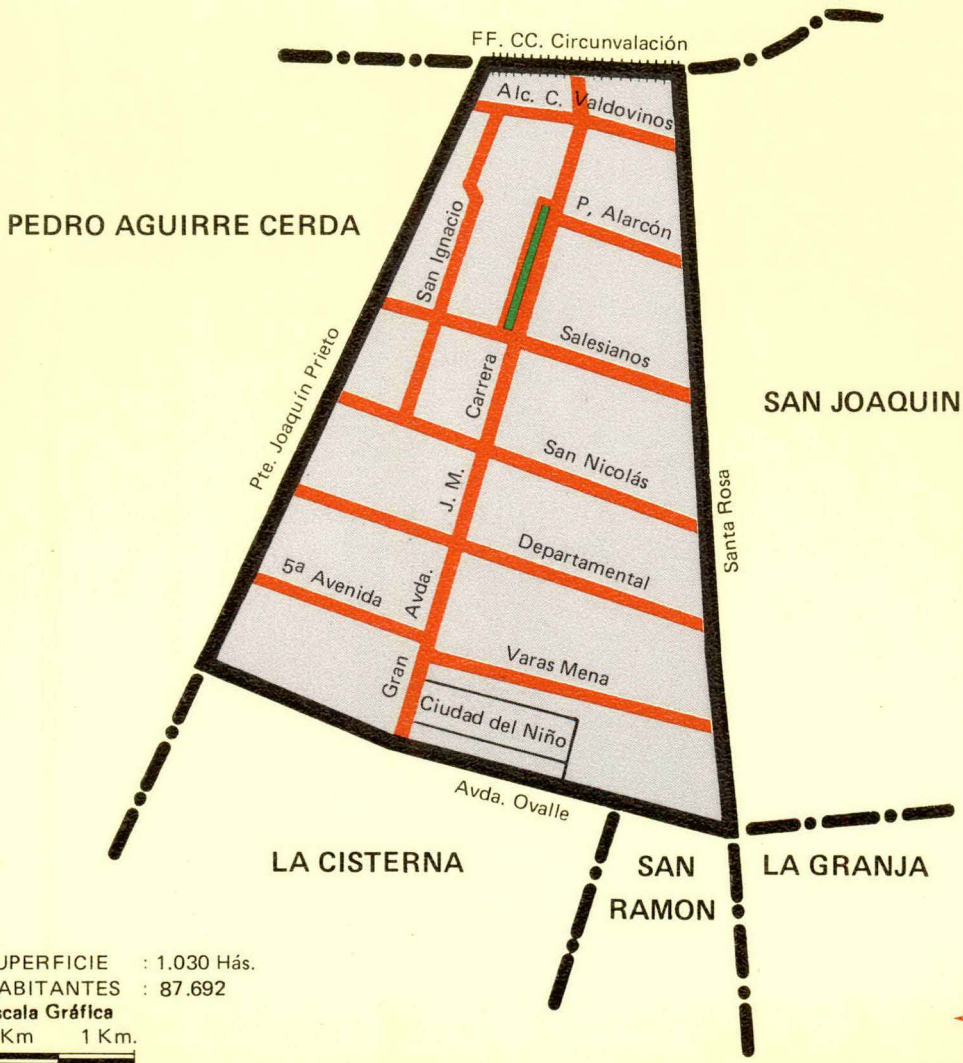 FF. CC. Circunvalación
Alc. C. Valdovinos
PEDRO AGUIRRE CERDA
San Ignacio
P, Alarcón
Pte. Joaquín Prieto
Salesianos
SAN JOAQUIN
Gran Avda. J. M. Carrera
San Nicolás
Santa Rosa
Departamental
5ª Avenida
Varas Mena
Ciudad del Niño
Avda. Ovalle
LA CISTERNA
SAN
RAMON
LA GRANJA
UPERFICIE : 1.030 Hás.
ABITANTES : 87.692
cala Gráfica
Km 1 Km.